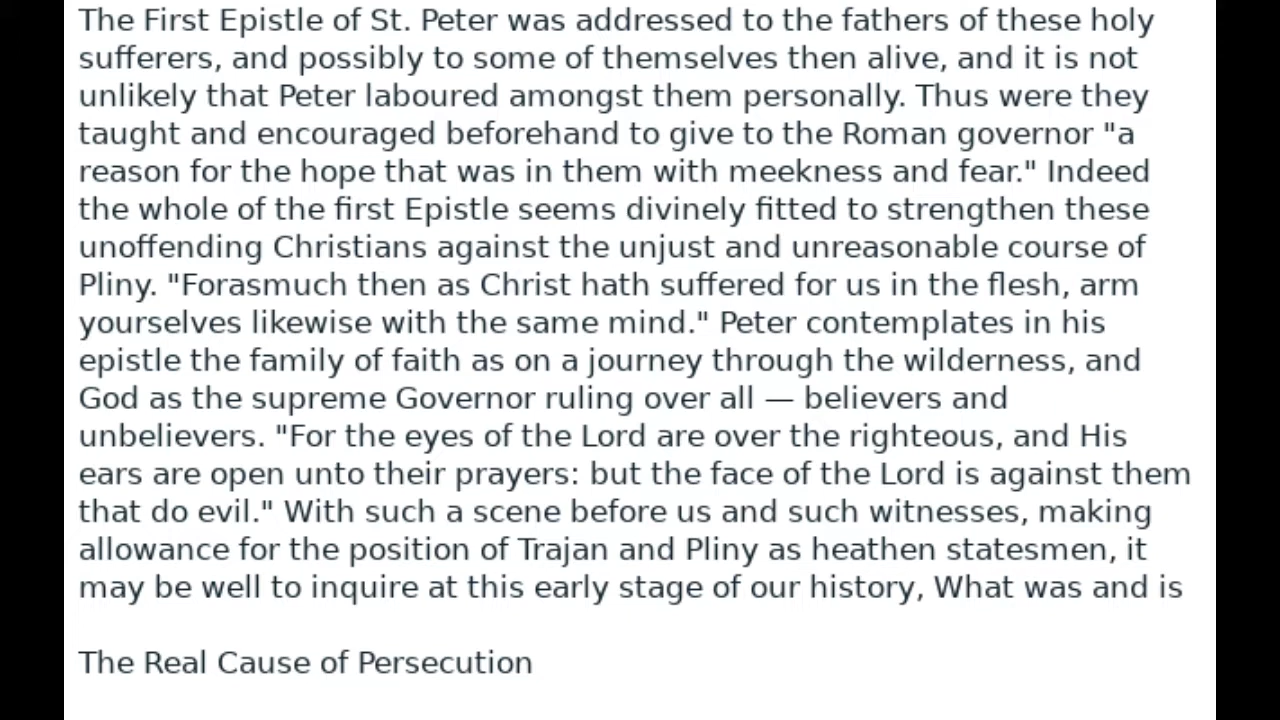 The First Epistle of St. Peter was addressed to the fathers of these holy
sufferers, and possibly to some of themselves then alive, and it is not
unlikely that Peter laboured amongst them personally. Thus were they
taught and encouraged beforehand to give to the Roman governor "a
reason for the hope that was in them with meekness and fear." Indeed
the whole of the first Epistle seems divinely fitted to strengthen these
unoffending Christians against the unjust and unreasonable course of
Pliny. "Forasmuch then as Christ hath suffered for us in the flesh, arm
yourselves likewise with the same mind." Peter contemplates in his
epistle the family of faith as on a journey through the wilderness, and
God as the supreme Governor ruling over all — believers and
unbelievers. "For the eyes of the Lord are over the righteous, and His
ears are open unto their prayers: but the face of the Lord is against them
that do evil." With such a scene before us and such witnesses, making
allowance for the position of Trajan and Pliny as heathen statesmen, it
may be well to inquire at this early stage of our history, What was and is
The Real Cause of Persecution